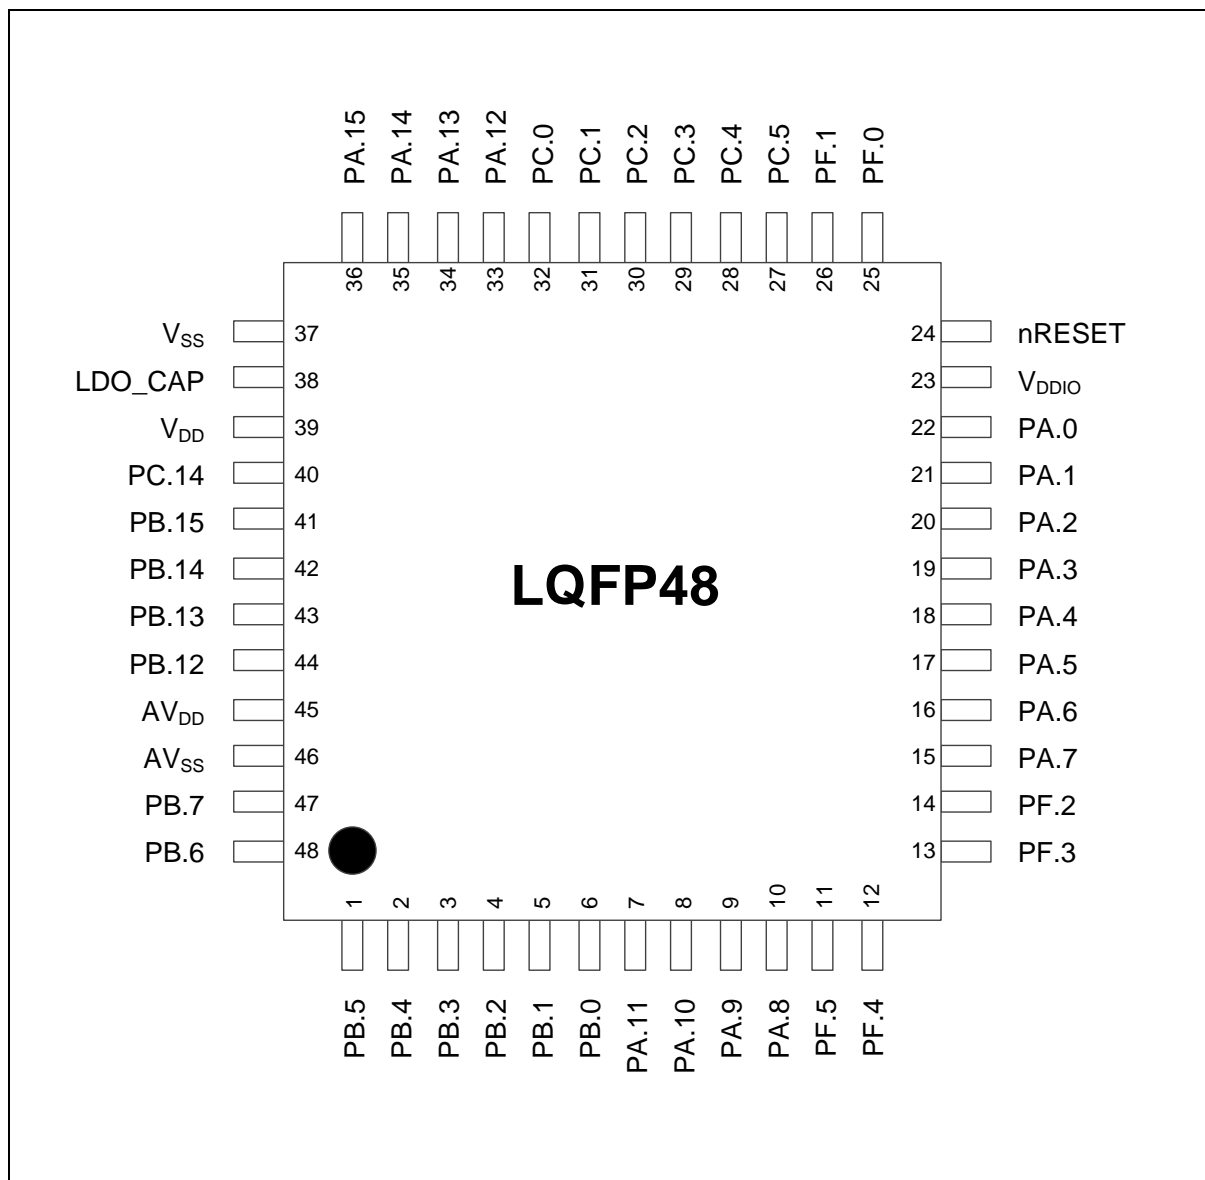 PA.15 PA.14 PA.13 PA.12 PC.0 PC.1 PC.2 PC.3 PC.4 PC.5 PF.1 PF.0
36 35 34 33 32 31 30 29 28 27 26 25
VSS 37 24 nRESET
LDO_CAP 38 23 VDDIO
VDD 39 22 PA.0
PC.14 40 21 PA.1
PB.15 41 20 PA.2
PB.14 42 19 PA.3
LQFP48
PB.13 43 18 PA.4
PB.12 44 17 PA.5
AVDD 45 16 PA.6
AVSS 46 15 PA.7
PB.7 47 14 PF.2
PB.6 48 13 PF.3
1 2 3 4 5 6 7 8 9 10 11 12
PB.5 PB.4 PB.3 PB.2 PB.1 PB.0 PA.11 PA.10 PA.9 PA.8 PF.5 PF.4